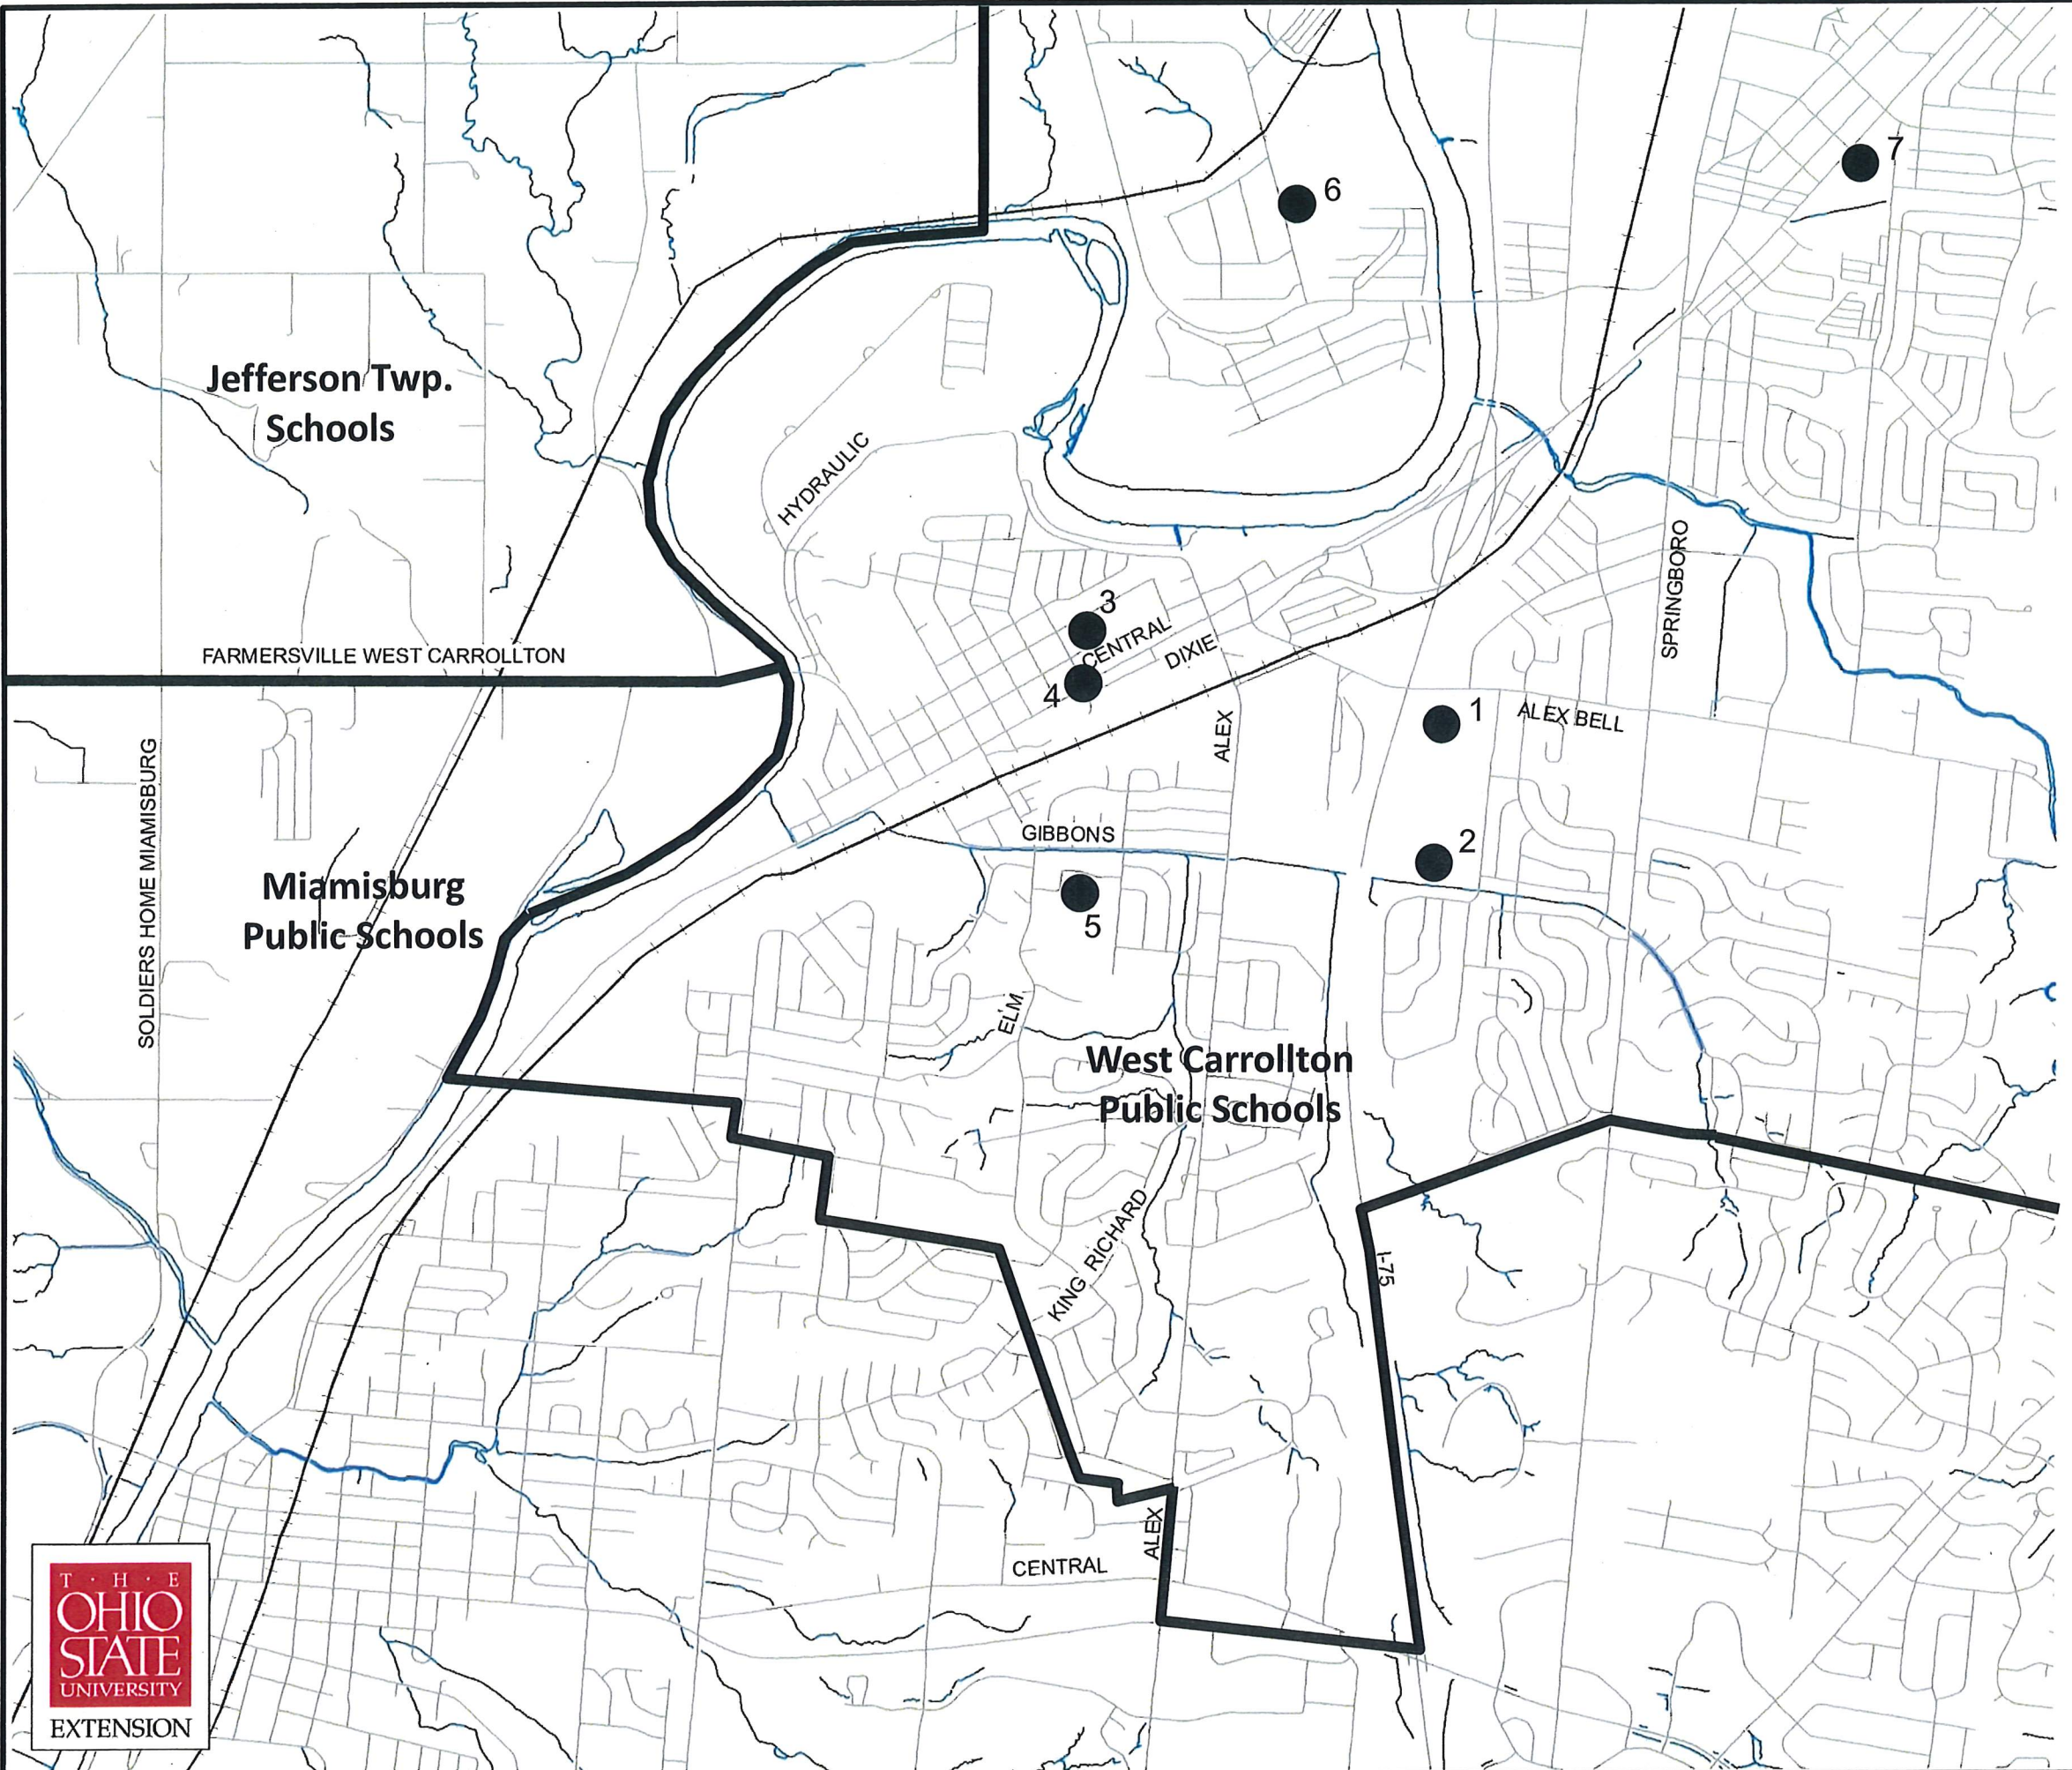 7
6
Jefferson Twp.
Schools
HYDRAULIC
SPRINGBORO
3
CENTRAL
DIXIE
FARMERSVILLE WEST CARROLLTON
4
1
ALEX BELL
ALEX
SOLDIERS HOME MIAMISBURG
GIBBONS
2
Miamisburg
Public Schools
5
ELM
West Carrollton
Public Schools
KING RICHARD
I-75
ALEX
CENTRAL
T·H·E
OHIO
STATE
UNIVERSITY
EXTENSION